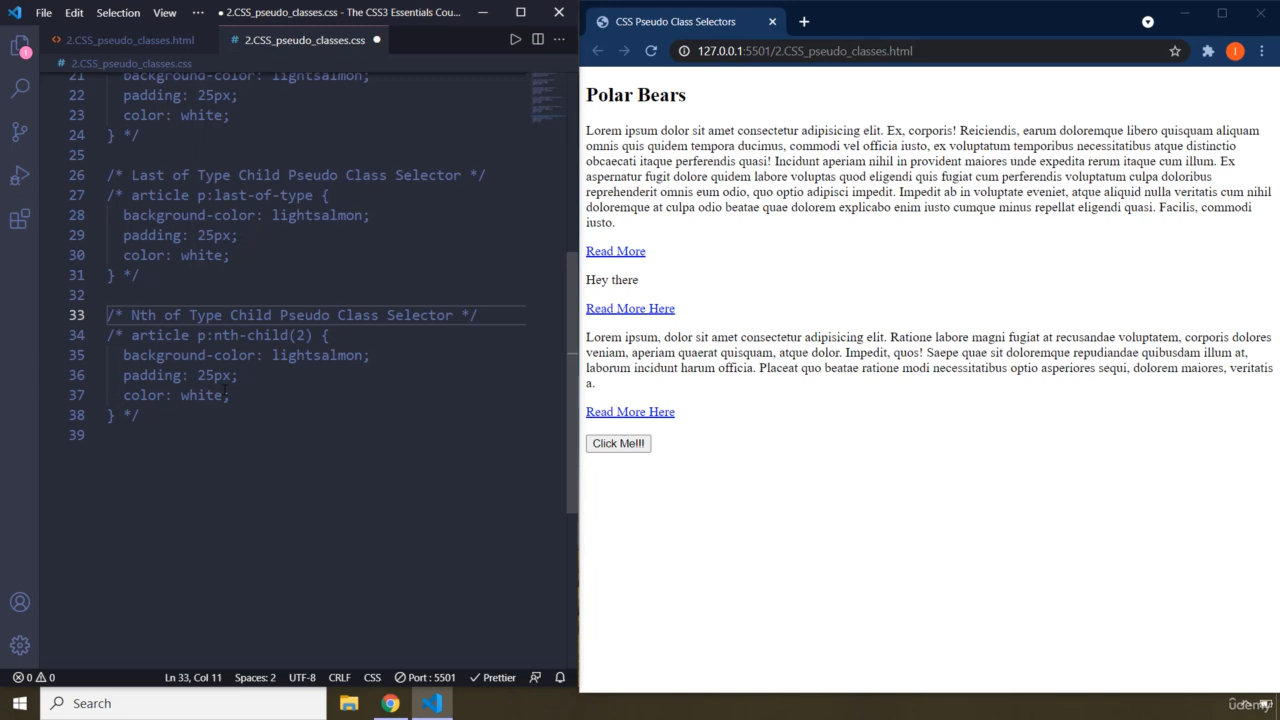 File Edit Selection View ··· ● 2.CSS_pseudo_classes.css - The CSS3 Essentials Cou...
<> 2.CSS_pseudo_classes.html # 2.CSS_pseudo_classes.css ●
# 2.CSS_pseudo_classes.css
1
21 background-color: lightsalmon;
22 padding: 25px;
23 color: white;
24 } */
25
26 /* Last of Type Child Pseudo Class Selector */
27 /* article p:last-of-type {
28 background-color: lightsalmon;
29 padding: 25px;
30 color: white;
31 } */
32
33 /* Nth of Type Child Pseudo Class Selector */
34 /* article p:nth-child(2) {
35 background-color: lightsalmon;
36 padding: 25px;
37 color: white;
38 } */
39
0 0 Ln 33, Col 11 Spaces: 2 UTF-8 CRLF CSS Port : 5501 Prettier
Search
CSS Pseudo Class Selectors
127.0.0.1:5501/2.CSS_pseudo_classes.html
I
Polar Bears
Lorem ipsum dolor sit amet consectetur adipisicing elit. Ex, corporis! Reiciendis, earum doloremque libero quisquam aliquam
omnis quis quidem tempora ducimus, commodi vel officia iusto, ex voluptatum temporibus necessitatibus atque distinctio
obcaecati itaque perferendis quasi! Incidunt aperiam nihil in provident maiores unde expedita rerum itaque cum illum. Ex
aspernatur fugit dolore quidem labore voluptas quod eligendi quis fugiat cum perferendis voluptatum culpa doloribus
reprehenderit omnis eum odio, quo optio adipisci impedit. Impedit ab in voluptate eveniet, atque aliquid nulla veritatis cum nihil
doloremque at culpa odio beatae quae dolorem explicabo enim iusto cumque minus repellat eligendi quasi. Facilis, commodi
iusto.
Read More
Hey there
Read More Here
Lorem ipsum, dolor sit amet consectetur adipisicing elit. Ratione labore magni fugiat at recusandae voluptatem, corporis dolores
veniam, aperiam quaerat quisquam, atque dolor. Impedit, quos! Saepe quae sit doloremque repudiandae quibusdam illum at,
laborum incidunt harum officia. Placeat quo beatae ratione modi necessitatibus optio asperiores sequi, dolorem maiores, veritatis
a.
Read More Here
Click Me!!!
udemy